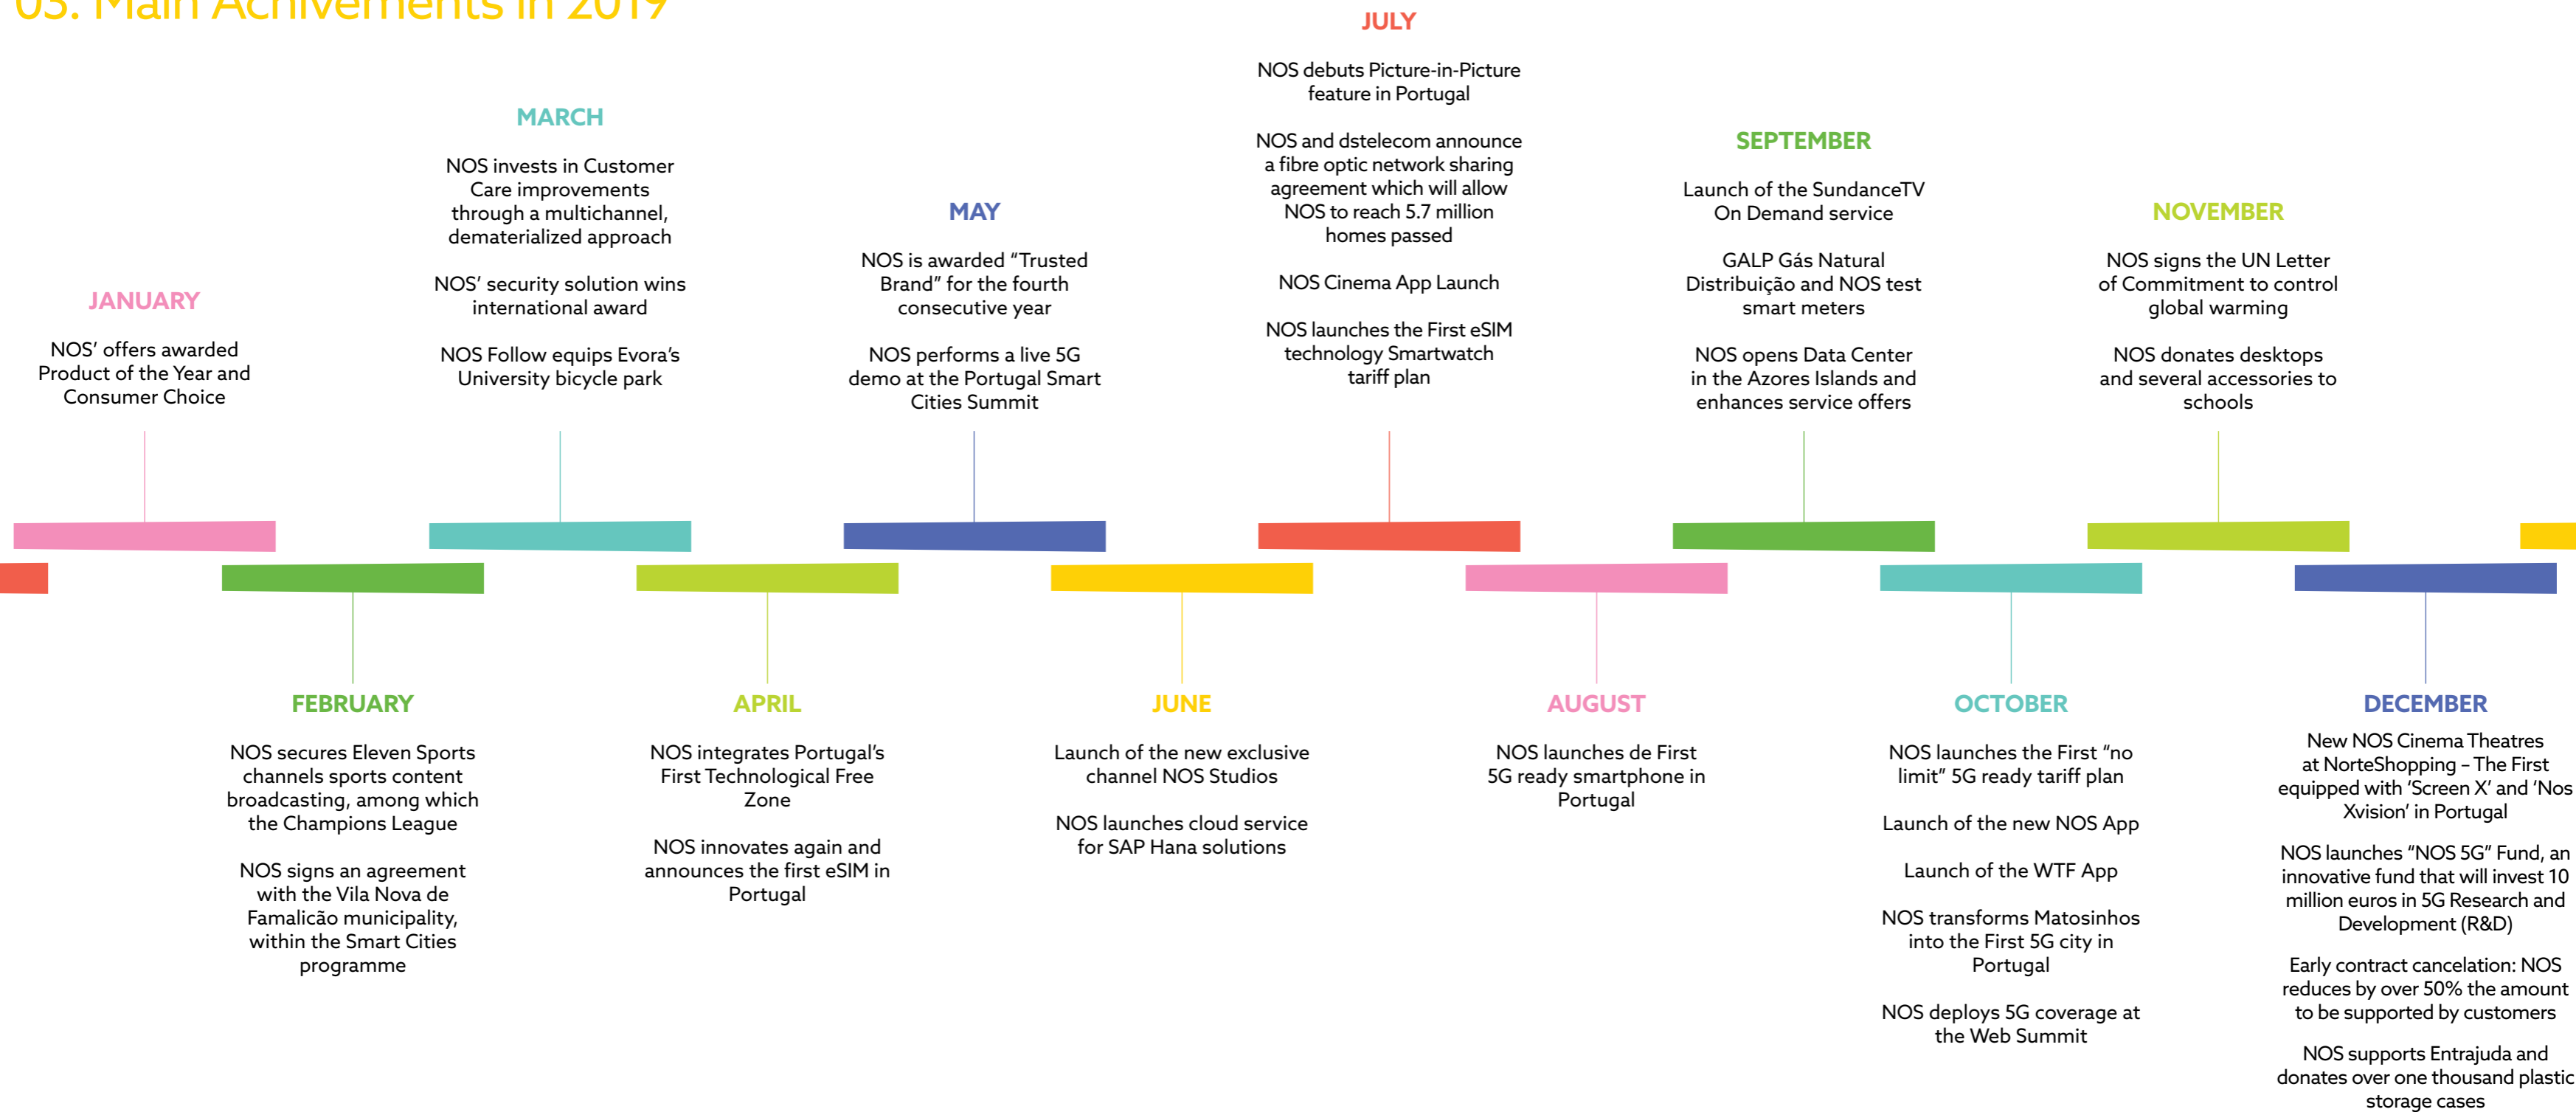 03. Main Achivements in 2019
JANUARY
NOS’ offers awarded
Product of the Year and
Consumer Choice
FEBRUARY
NOS secures Eleven Sports
channels sports content
broadcasting, among which
the Champions League
NOS signs an agreement
with the Vila Nova de
Famalicão municipality,
within the Smart Cities
programme
MARCH
NOS invests in Customer
Care improvements
through a multichannel,
dematerialized approach
NOS’ security solution wins
international award
NOS Follow equips Evora’s
University bicycle park
APRIL
NOS integrates Portugal’s
First Technological Free
Zone
NOS innovates again and
announces the first eSIM in
Portugal
MAY
NOS is awarded “Trusted
Brand” for the fourth
consecutive year
NOS performs a live 5G
demo at the Portugal Smart
Cities Summit
JUNE
Launch of the new exclusive
channel NOS Studios
NOS launches cloud service
for SAP Hana solutions
JULY
NOS debuts Picture-in-Picture
feature in Portugal
NOS and dstelecom announce
a fibre optic network sharing
agreement which will allow
NOS to reach 5.7 million
homes passed
NOS Cinema App Launch
NOS launches the First eSIM
technology Smartwatch
tariff plan
AUGUST
NOS launches de First
5G ready smartphone in
Portugal
SEPTEMBER
Launch of the SundanceTV
On Demand service
GALP Gás Natural
Distribuição and NOS test
smart meters
NOS opens Data Center
in the Azores Islands and
enhances service offers
OCTOBER
NOS launches the First “no
limit” 5G ready tariff plan
Launch of the new NOS App
Launch of the WTF App
NOS transforms Matosinhos
into the First 5G city in
Portugal
NOS deploys 5G coverage at
the Web Summit
NOVEMBER
NOS signs the UN Letter
of Commitment to control
global warming
NOS donates desktops
and several accessories to
schools
DECEMBER
New NOS Cinema Theatres
at NorteShopping – The First
equipped with ‘Screen X’ and ‘Nos
Xvision’ in Portugal
NOS launches “NOS 5G” Fund, an
innovative fund that will invest 10
million euros in 5G Research and
Development (R&D)
Early contract cancelation: NOS
reduces by over 50% the amount
to be supported by customers
NOS supports Entrajuda and
donates over one thousand plastic
storage cases